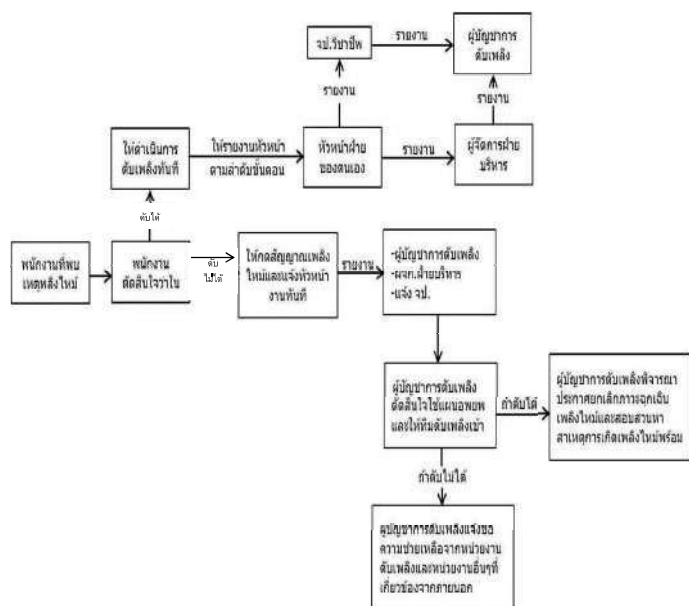 จป.วิชาชีพ
รายงาน
ผู้บัญชาการ
ดับเพลิง
รายงาน
รายงาน
ให้ดำเนินการ
ดับเพลิงทันที
ให้รายงานหัวหน้า
ตามลำดับขั้นตอน
หัวหน้าฝ่าย
ของตนเอง
รายงาน
ผู้จัดการฝ่าย
บริหาร
ดับได้
พนักงานที่พบ
เหตุพลิงไหม้
พนักงาน
ตัดสินใจว่าใน
ดับ
ไม่ได้
ให้กดสัญญาณเพลิง
ไหม้และแจ้งหัวหน้า
งานทันที
รายงาน
-ผู้บัญชาการดับเพลิง
-ผจก.ฝ่ายบริหาร
-แจ้ง จป.
ผู้บัญชาการดับเพลิง
ตัดสินใจใช้แผนอพยพ
และให้ทีมดับเพลิงเข้า
ถ้าดับได้
ผู้บัญชาการดับเพลิงพิจารณา
ประกาศยกเลิกภาวะฉุกเฉิน
เพลิงไหม้และสอบสวนหา
สาเหตุการเกิดเพลิงไหม้พร้อม
ถ้าดับไม่ได้
ผู้บัญชาการดับเพลิงแจ้งขอ
ความช่วยเหลือจากหน่วยงาน
ดับเพลิงและหน่วยงานอื่นๆที่
เกี่ยวข้องจากภายนอก